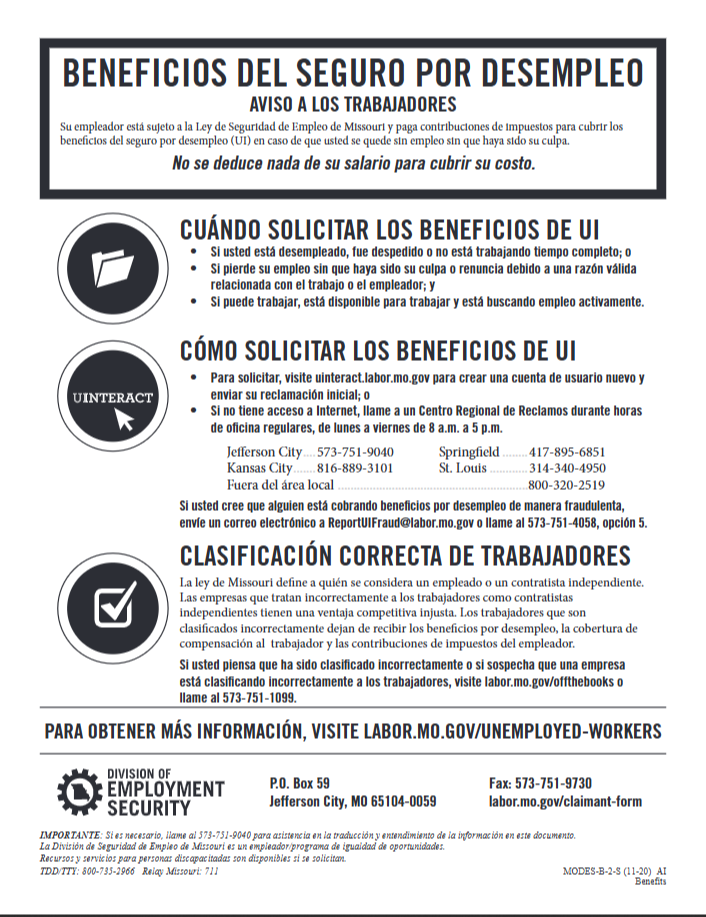 BENEFICIOS DEL SEGURO POR DESEMPLEO
AVISO A LOS TRABAJADORES
Su empleador está sujeto a la Ley de Seguridad de Empleo de Missouri y paga contribuciones de impuestos para cubrir los
beneficios del seguro por desempleo (UI) en caso de que usted se quede sin empleo sin que haya sido su culpa.
No se deduce nada de su salario para cubrir su costo.
CUÁNDO SOLICITAR LOS BENEFICIOS DE UI
• Si usted está desempleado, fue despedido o no está trabajando tiempo completo; o
• Si pierde su empleo sin que haya sido su culpa o renuncia debido a una razón válida
relacionada con el trabajo o el empleador; y
• Si puede trabajar, está disponible para trabajar y está buscando empleo activamente.
UINTERACT
CÓMO SOLICITAR LOS BENEFICIOS DE UI
• Para solicitar, visite uinteract.labor.mo.gov para crear una cuenta de usuario nuevo y
enviar su reclamación inicial; o
• Si no tiene acceso a Internet, llame a un Centro Regional de Reclamos durante horas
de oficina regulares, de lunes a viernes de 8 a.m. a 5 p.m.
Jefferson City.... 573-751-9040 Springfield ........ 417-895-6851
Kansas City....... 816-889-3101 St. Louis ............ 314-340-4950
Fuera del área local ............................................................ 800-320-2519
Si usted cree que alguien está cobrando beneficios por desempleo de manera fraudulenta,
envíe un correo electrónico a ReportUIFraud@labor.mo.gov o llame al 573-751-4058, opción 5.
CLASIFICACIÓN CORRECTA DE TRABAJADORES
La ley de Missouri define a quién se considera un empleado o un contratista independiente.
Las empresas que tratan incorrectamente a los trabajadores como contratistas
independientes tienen una ventaja competitiva injusta. Los trabajadores que son
clasificados incorrectamente dejan de recibir los beneficios por desempleo, la cobertura de
compensación al trabajador y las contribuciones de impuestos del empleador.
Si usted piensa que ha sido clasificado incorrectamente o si sospecha que una empresa
está clasificando incorrectamente a los trabajadores, visite labor.mo.gov/offthebooks o
llame al 573-751-1099.
PARA OBTENER MÁS INFORMACIÓN, VISITE LABOR.MO.GOV/UNEMPLOYED-WORKERS
DIVISION OF
EMPLOYMENT
SECURITY
P.O. Box 59
Jefferson City, MO 65104-0059
Fax: 573-751-9730
labor.mo.gov/claimant-form
IMPORTANTE: Si es necesario, llame al 573-751-9040 para asistencia en la traducción y entendimiento de la información en este documento.
La División de Seguridad de Empleo de Missouri es un empleador/programa de igualdad de oportunidades.
Recursos y servicios para personas discapacitadas son disponibles si se solicitan.
TDD/TTY: 800-735-2966 Relay Missouri: 711
MODES-B-2-S (11-20) AI
Benefits